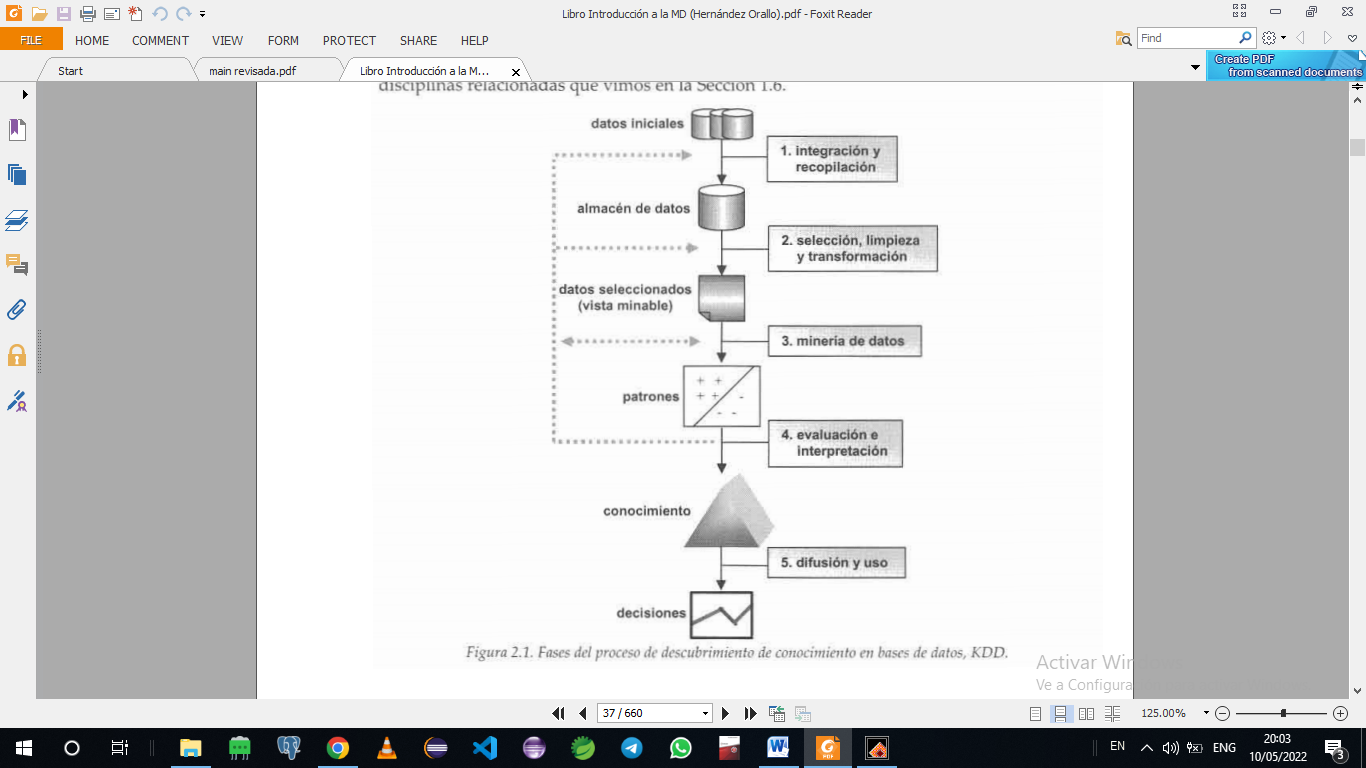 Libro Introducción a la MD (Hernández Orallo).pdf - Foxit Reader
FILE HOME COMMENT VIEW FORM PROTECT SHARE HELP
Find
Start
main revisada.pdf
Libro Introducción a la M...
Create PDF
from scanned documents
disciplinas relacionadas que vimos en la Sección 1.6.
datos iniciales
1. integración y
recopilación
almacén de datos
2. selección, limpieza
y transformación
datos seleccionados
(vista minable)
3. minería de datos
+ +
+ + -
- -
patrones
4. evaluación e
interpretación
conocimiento
5. difusión y uso
decisiones
Figura 2.1. Fases del proceso de descubrimiento de conocimiento en bases de datos, KDD.
Activar Windows
Ve a Configura
37 / 660
125.00%
EN
ENG
20:03
10/05/2022
3